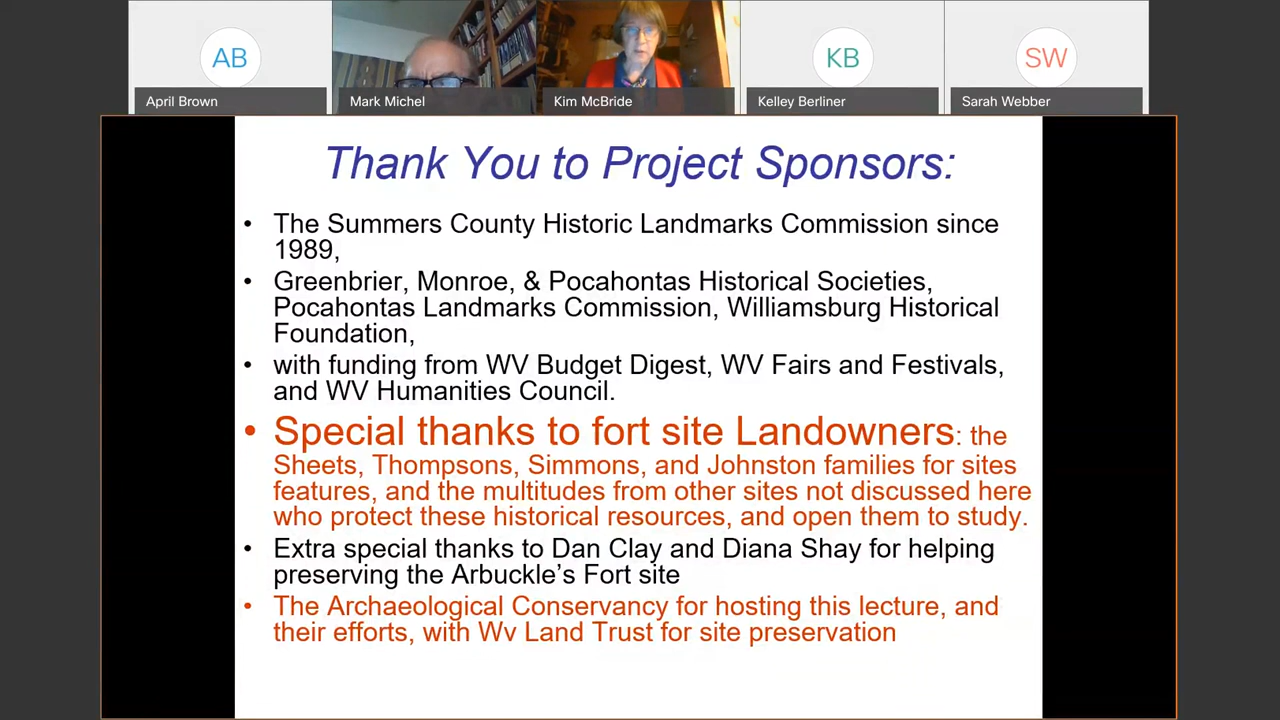 AB
KB
SW
April Brown
Mark Michel
Kim McBride
Kelley Berliner
Sarah Webber
Thank You to Project Sponsors:
• The Summers County Historic Landmarks Commission since
1989,
• Greenbrier, Monroe, & Pocahontas Historical Societies,
Pocahontas Landmarks Commission, Williamsburg Historical
Foundation,
• with funding from WV Budget Digest, WV Fairs and Festivals,
and WV Humanities Council.
• Special thanks to fort site Landowners: the
Sheets, Thompsons, Simmons, and Johnston families for sites
features, and the multitudes from other sites not discussed here
who protect these historical resources, and open them to study.
• Extra special thanks to Dan Clay and Diana Shay for helping
preserving the Arbuckle's Fort site
• The Archaeological Conservancy for hosting this lecture, and
their efforts, with Wv Land Trust for site preservation